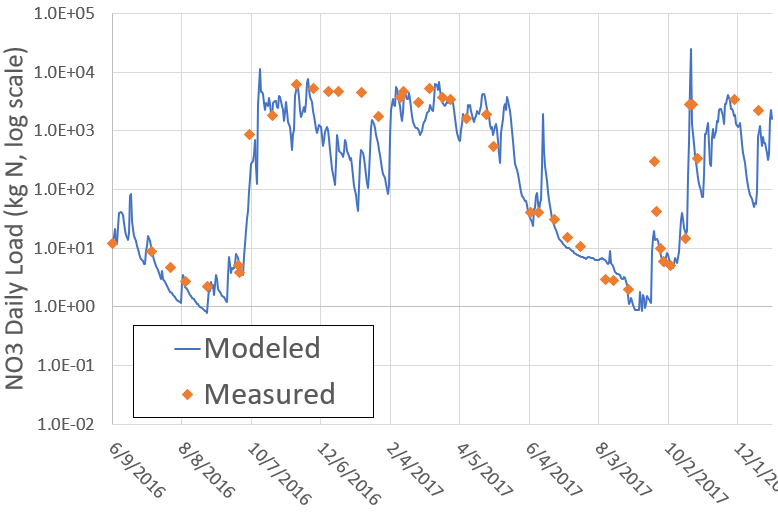 NO3 Daily Load (kg N, log scale)
1.0E+05
1.0E+04
1.0E+03
1.0E+02
1.0E+01
1.0E+00
1.0E-01
1.0E-02
Modeled
Measured
6/9/2016
8/8/2016
10/7/2016
12/6/2016
2/4/2017
4/5/2017
6/4/2017
8/3/2017
10/2/2017
12/1/20